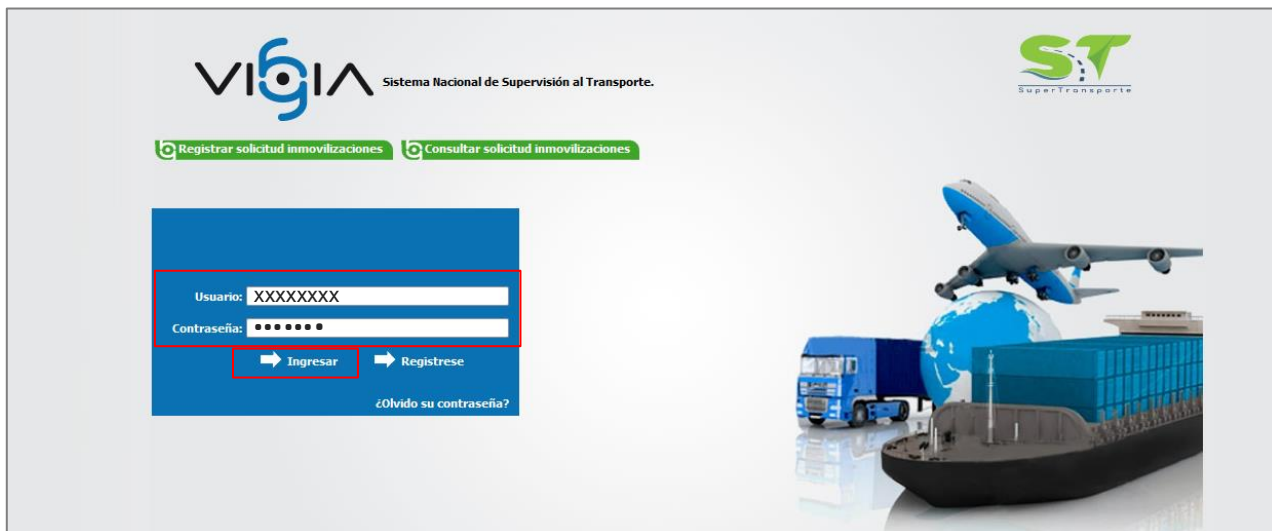 VIGIA
Sistema Nacional de Supervisión al Transporte.
ST
SuperTransporte
Registrar solicitud inmovilizaciones
Consultar solicitud inmovilizaciones
Usuario: XXXXXXXX
Contraseña: •••••••
Ingresar
Registrese
¿Olvido su contraseña?